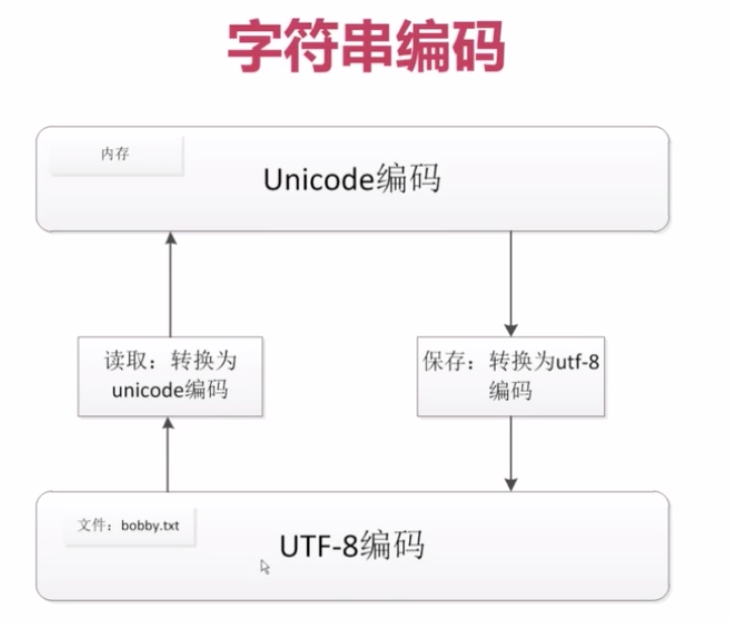 字符串编码
内存
Unicode编码
读取：转换为
unicode编码
保存：转换为utf-8
编码
文件：bobby.txt
UTF-8编码